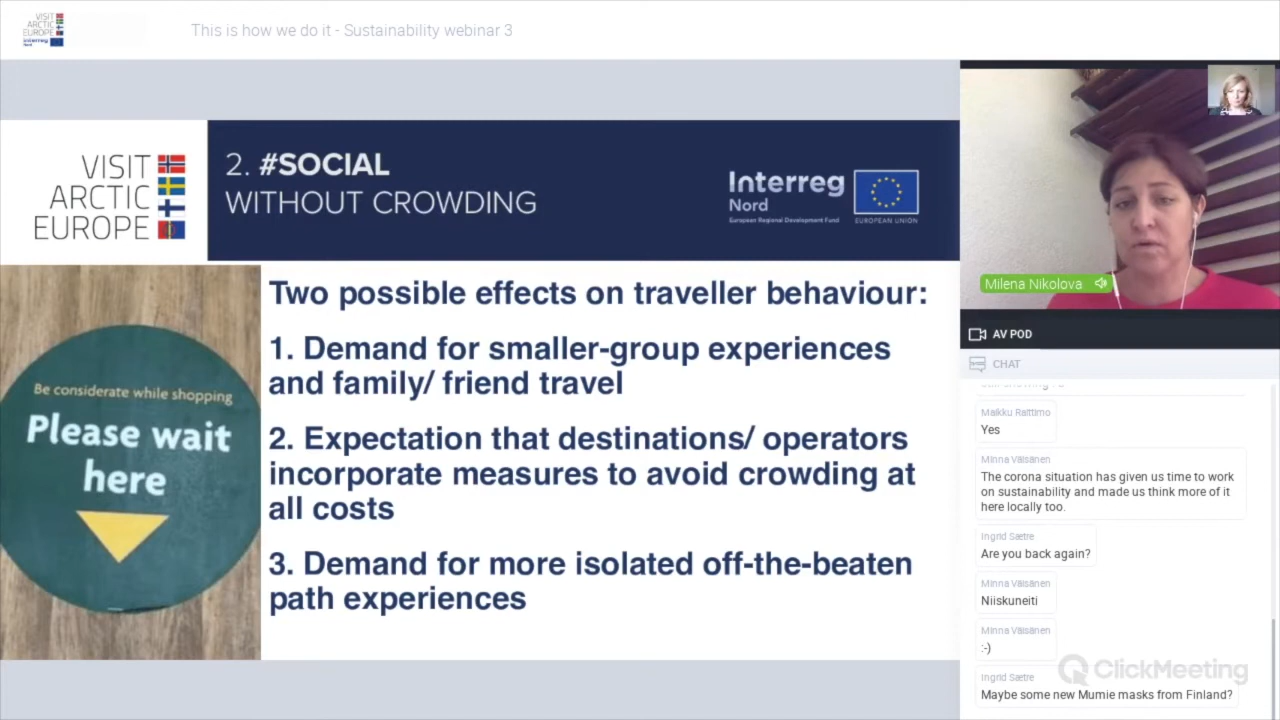 VISIT
ARCTIC
EUROPE
Interreg
Nord
This is how we do it - Sustainability webinar 3
VISIT
ARCTIC
EUROPE
2. #SOCIAL
WITHOUT CROWDING
Interreg
Nord
European Regional Development Fund
EUROPEAN UNION
Be considerate while shopping
Please wait
here
Two possible effects on traveller behaviour:
1. Demand for smaller-group experiences
and family/ friend travel
2. Expectation that destinations/ operators
incorporate measures to avoid crowding at
all costs
3. Demand for more isolated off-the-beaten
path experiences
Milena Nikolova
AV POD
CHAT
Maikku Raittimo
Yes
Minna Väisänen
The corona situation has given us time to work
on sustainability and made us think more of it
here locally too.
Ingrid Sætre
Are you back again?
Minna Väisänen
Niiskuneiti
Minna Väisänen
:-)
Ingrid Sætre
Maybe some new Mumie masks from Finland?
ClickMeeting